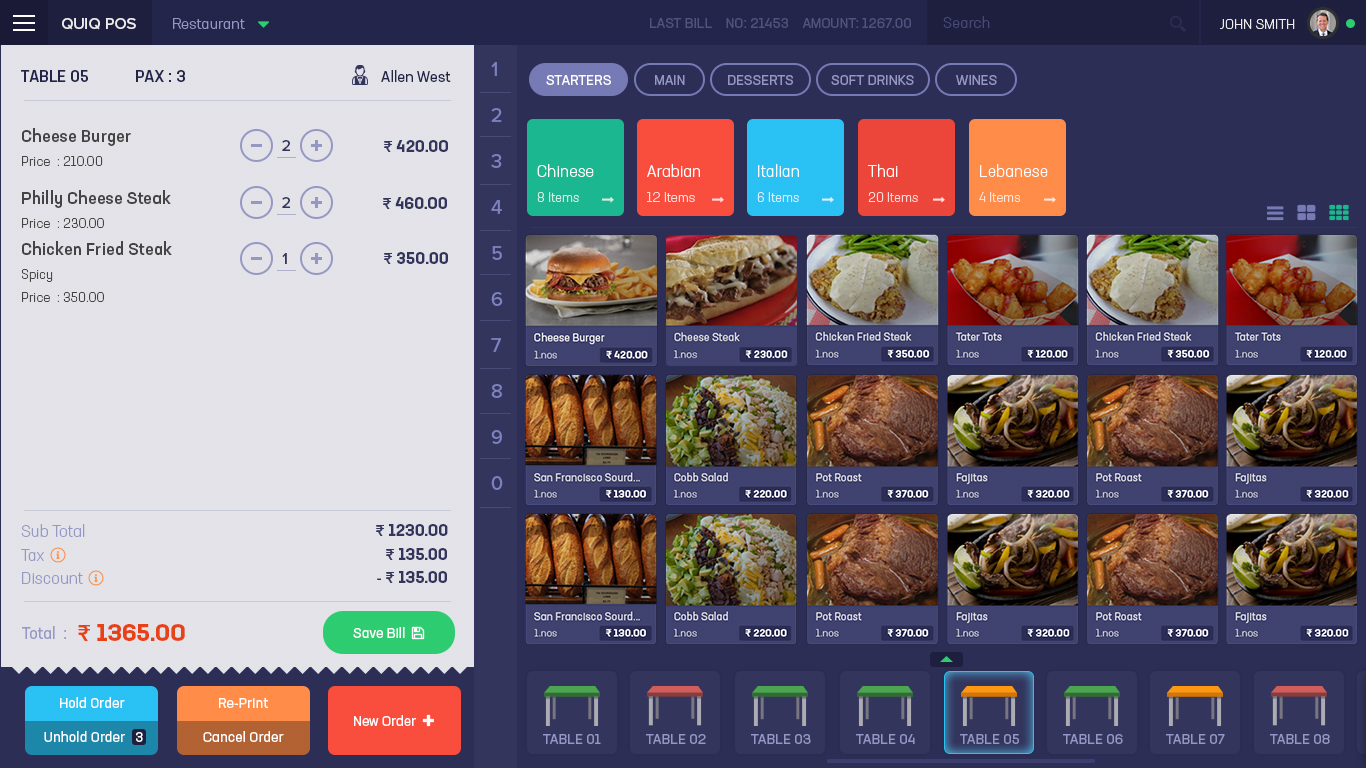 QUIQ POS
Restaurant
LAST BILL NO: 21453 AMOUNT: 1267.00
Search
JOHN SMITH
TABLE 05 PAX : 3
Allen West
Cheese Burger
Price : 210.00
2
₹ 420.00
Philly Cheese Steak
Price : 230.00
2
₹ 460.00
Chicken Fried Steak
Spicy
Price : 350.00
1
₹ 350.00
Sub Total ₹ 1230.00
Tax ₹ 135.00
Discount - ₹ 135.00
Total : ₹ 1365.00
Save Bill
Hold Order
Unhold Order 3
Re-Print
Cancel Order
New Order +
1
2
3
4
5
6
7
8
9
0
STARTERS MAIN DESSERTS SOFT DRINKS WINES
Chinese
8 Items
Arabian
12 Items
Italian
6 Items
Thai
20 Items
Lebanese
4 Items
Cheese Burger
1.nos ₹ 420.00
Cheese Steak
1.nos ₹ 230.00
Chicken Fried Steak
1.nos ₹ 350.00
Tater Tots
1.nos ₹ 120.00
Chicken Fried Steak
1.nos ₹ 350.00
Tater Tots
1.nos ₹ 120.00
San Francisco Sourd...
1.nos ₹ 130.00
Cobb Salad
1.nos ₹ 220.00
Pot Roast
1.nos ₹ 370.00
Fajitas
1.nos ₹ 320.00
Pot Roast
1.nos ₹ 370.00
Fajitas
1.nos ₹ 320.00
San Francisco Sourd...
1.nos ₹ 130.00
Cobb Salad
1.nos ₹ 220.00
Pot Roast
1.nos ₹ 370.00
Fajitas
1.nos ₹ 320.00
Pot Roast
1.nos ₹ 370.00
Fajitas
1.nos ₹ 320.00
TABLE 01 TABLE 02 TABLE 03 TABLE 04 TABLE 05 TABLE 06 TABLE 07 TABLE 08